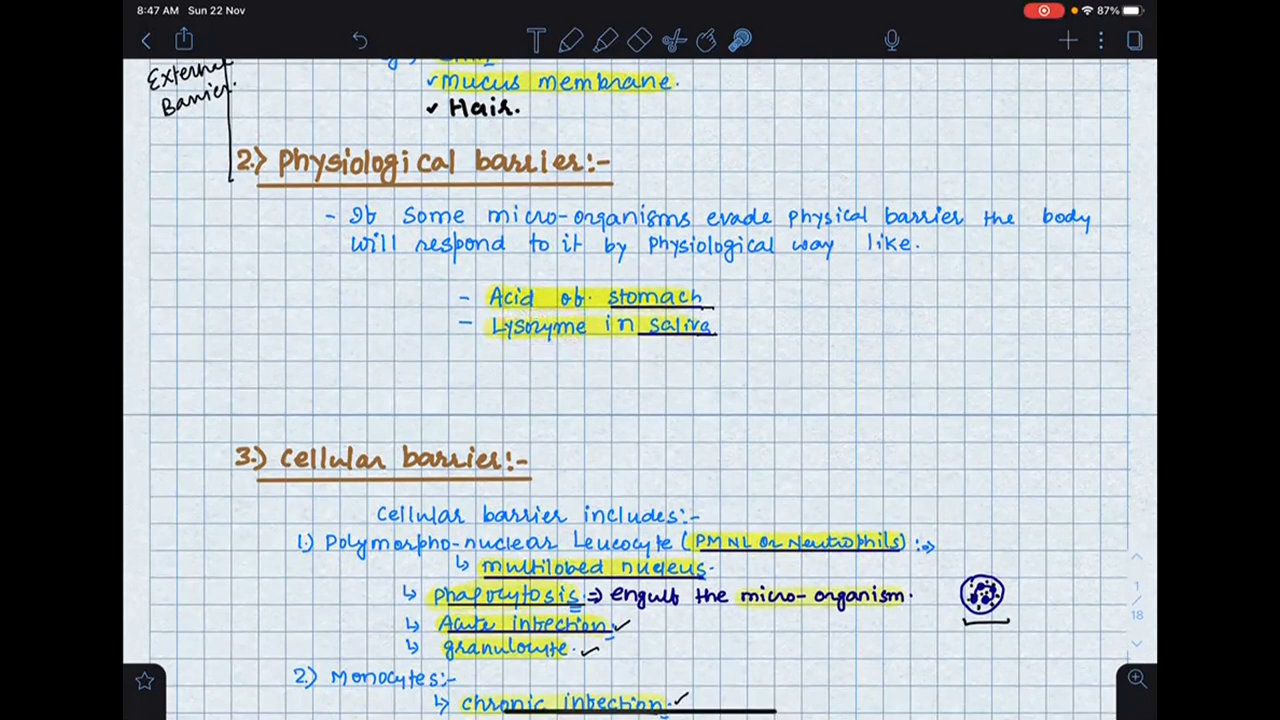 8:47 AM Sun 22 Nov
87%
External
Barrier.
✓ Mucus membrane.
✓ Hair.
2.) Physiological barrier:-
- If Some micro-organisms evade physical barrier the body
will respond to it by physiological way like.
- Acid of. stomach
- Lysozyme in saliva
3.) Cellular barrier:-
Cellular barrier includes:-
1.) Polymorpho-nuclear Leucocyte (PMNL or Neutrophils) :⇒
↳ multilobed nucleus.
↳ phagocytosis ⇒ engulf the micro-organism.
↳ Acute infection ✓
↳ granulocyte. ✓
1
/
18
2.) Monocytes:-
↳ chronic infection. ✓